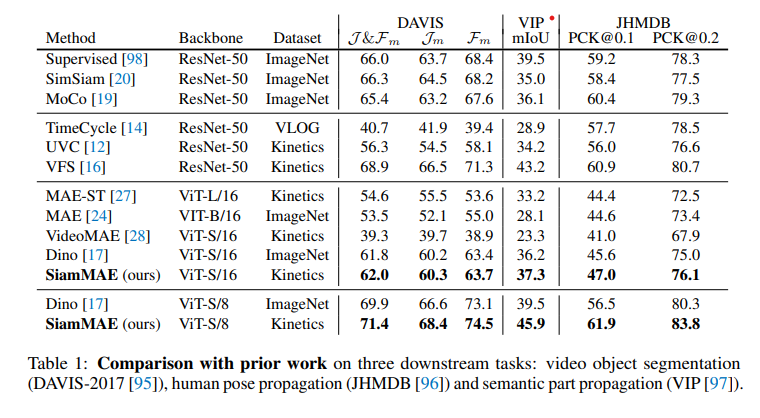 DAVIS VIP JHMDB
Method Backbone Dataset J&Fm Jm Fm mIoU PCK@0.1 PCK@0.2
Supervised [98] ResNet-50 ImageNet 66.0 63.7 68.4 39.5 59.2 78.3
SimSiam [20] ResNet-50 ImageNet 66.3 64.5 68.2 35.0 58.4 77.5
MoCo [19] ResNet-50 ImageNet 65.4 63.2 67.6 36.1 60.4 79.3
TimeCycle [14] ResNet-50 VLOG 40.7 41.9 39.4 28.9 57.7 78.5
UVC [12] ResNet-50 Kinetics 56.3 54.5 58.1 34.2 56.0 76.6
VFS [16] ResNet-50 Kinetics 68.9 66.5 71.3 43.2 60.9 80.7
MAE-ST [27] ViT-L/16 Kinetics 54.6 55.5 53.6 33.2 44.4 72.5
MAE [24] VIT-B/16 ImageNet 53.5 52.1 55.0 28.1 44.6 73.4
VideoMAE [28] ViT-S/16 Kinetics 39.3 39.7 38.9 23.3 41.0 67.9
Dino [17] ViT-S/16 ImageNet 61.8 60.2 63.4 36.2 45.6 75.0
SiamMAE (ours) ViT-S/16 Kinetics 62.0 60.3 63.7 37.3 47.0 76.1
Dino [17] ViT-S/8 ImageNet 69.9 66.6 73.1 39.5 56.5 80.3
SiamMAE (ours) ViT-S/8 Kinetics 71.4 68.4 74.5 45.9 61.9 83.8
Table 1: Comparison with prior work on three downstream tasks: video object segmentation
(DAVIS-2017 [95]), human pose propagation (JHMDB [96]) and semantic part propagation (VIP [97]).